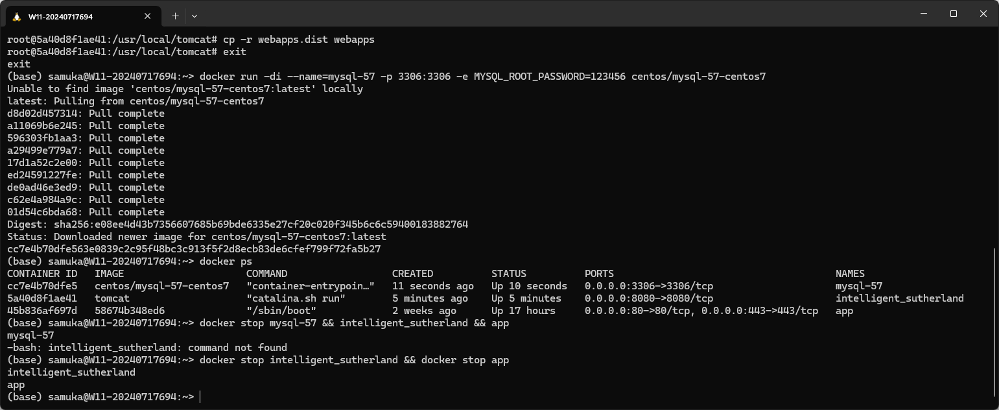 W11-20240717694
root@5a40d8f1ae41:/usr/local/tomcat# cp -r webapps.dist webapps
root@5a40d8f1ae41:/usr/local/tomcat# exit
exit
(base) samuka@W11-20240717694:~> docker run -di --name=mysql-57 -p 3306:3306 -e MYSQL_ROOT_PASSWORD=123456 centos/mysql-57-centos7
Unable to find image 'centos/mysql-57-centos7:latest' locally
latest: Pulling from centos/mysql-57-centos7
d8d02d457314: Pull complete
a11069b6e245: Pull complete
596303fb1aa3: Pull complete
a29499e779a7: Pull complete
17d1a52c2e00: Pull complete
ed24591227fe: Pull complete
de0ad46e3ed9: Pull complete
c62e4a984a9c: Pull complete
01d54c6bda68: Pull complete
Digest: sha256:e08ee4d43b7356607685b69bde6335e27cf20c020f345b6c6c59400183882764
Status: Downloaded newer image for centos/mysql-57-centos7:latest
cc7e4b70dfe563e0839c2c95f48bc3c913f5f2d8ecb83de6cfef799f72fa5b27
(base) samuka@W11-20240717694:~> docker ps
CONTAINER ID   IMAGE                     COMMAND                  CREATED          STATUS          PORTS                                      NAMES
cc7e4b70dfe5   centos/mysql-57-centos7   "container-entrypoin…"   11 seconds ago   Up 10 seconds   0.0.0.0:3306->3306/tcp                     mysql-57
5a40d8f1ae41   tomcat                    "catalina.sh run"        5 minutes ago    Up 5 minutes    0.0.0.0:8080->8080/tcp                     intelligent_sutherland
45b836af697d   58674b348ed6              "/sbin/boot"             2 weeks ago      Up 17 hours     0.0.0.0:80->80/tcp, 0.0.0.0:443->443/tcp   app
(base) samuka@W11-20240717694:~> docker stop mysql-57 && intelligent_sutherland && app
mysql-57
-bash: intelligent_sutherland: command not found
(base) samuka@W11-20240717694:~> docker stop intelligent_sutherland && docker stop app
intelligent_sutherland
app
(base) samuka@W11-20240717694:~>